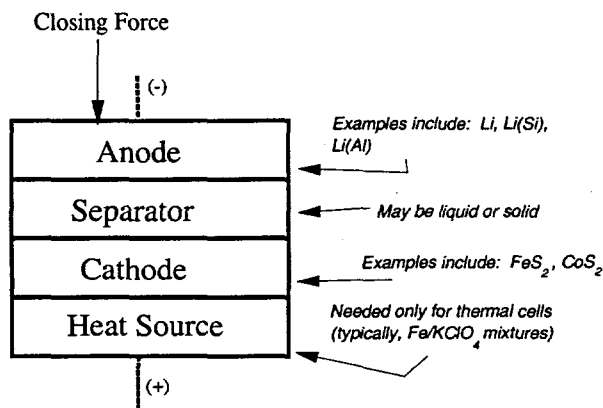 Closing Force
(-)
Anode
Examples include: Li, Li(Si),
Li(Al)
Separator
May be liquid or solid
Cathode
Examples include: FeS₂, CoS₂
Heat Source
Needed only for thermal cells
(typically, Fe/KClO₄ mixtures)
(+)